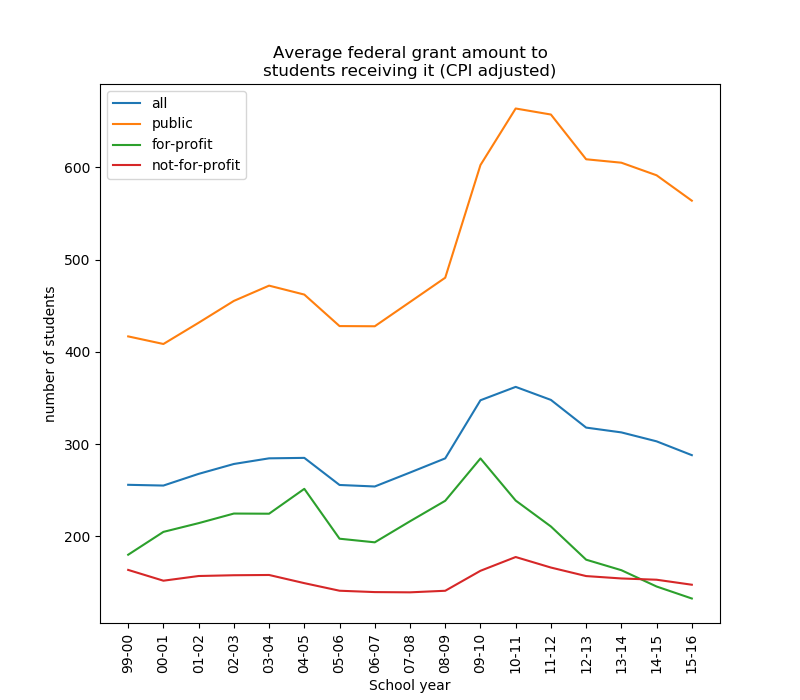 Average federal grant amount to
students receiving it (CPI adjusted)
all
public
for-profit
not-for-profit
600
500
400
300
200
number of students
99-00
00-01
01-02
02-03
03-04
04-05
05-06
06-07
07-08
08-09
09-10
10-11
11-12
12-13
13-14
14-15
15-16
School year